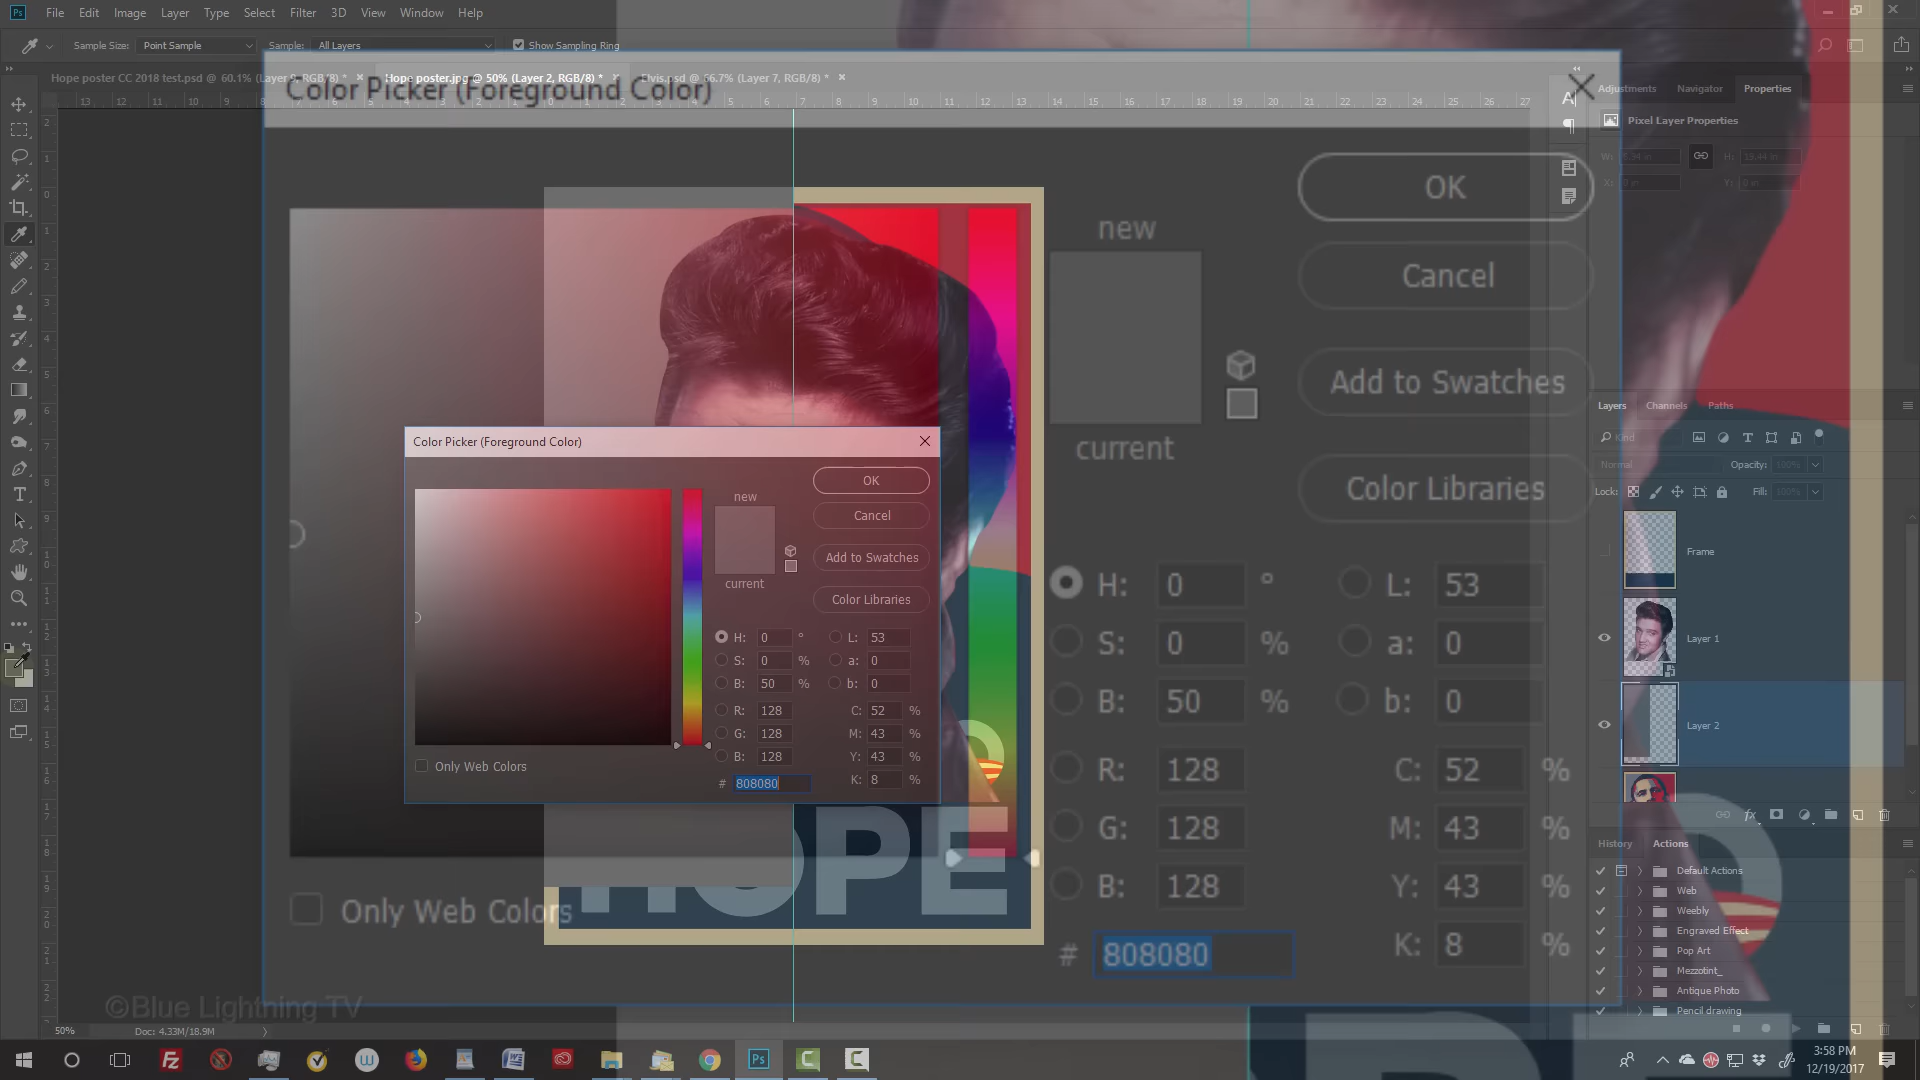 File Edit Image Layer Type Select Filter 3D View Window Help
Sample Size: Point Sample Sample: All Layers Show Sampling Ring
Hope poster CC 2018 test.psd @ 60.1% (Layer 9, RGB/8) * Hope poster.jpg @ 50% (Layer 2, RGB/8) * Elvis.psd @ 66.7% (Layer 7, RGB/8) *
Color Picker (Foreground Color)
Adjustments Navigator Properties
Pixel Layer Properties
OK
new
Cancel
Add to Swatches
current
Color Libraries
H: 0 ° L: 53
S: 0 % a: 0
B: 50 % b: 0
R: 128 C: 52 %
G: 128 M: 43 %
B: 128 Y: 43 %
# 808080 K: 8 %
Only Web Colors
Color Picker (Foreground Color)
OK
new
Cancel
Add to Swatches
current
Color Libraries
H: 0 ° L: 53
S: 0 % a: 0
B: 50 % b: 0
R: 128 C: 52 %
G: 128 M: 43 %
B: 128 Y: 43 %
# 808080 K: 8 %
Only Web Colors
HOPE
Layers Channels Paths
Kind
Normal Opacity: 100%
Lock: Fill: 100%
Frame
Layer 1
Layer 2
History Actions
Default Actions
Web
Weebly
Engraved Effect
Pop Art
Mezzotint_
Antique Photo
Pencil drawing
©Blue Lightning TV
50% Doc: 4.33M/18.9M
3:58 PM
12/19/2017